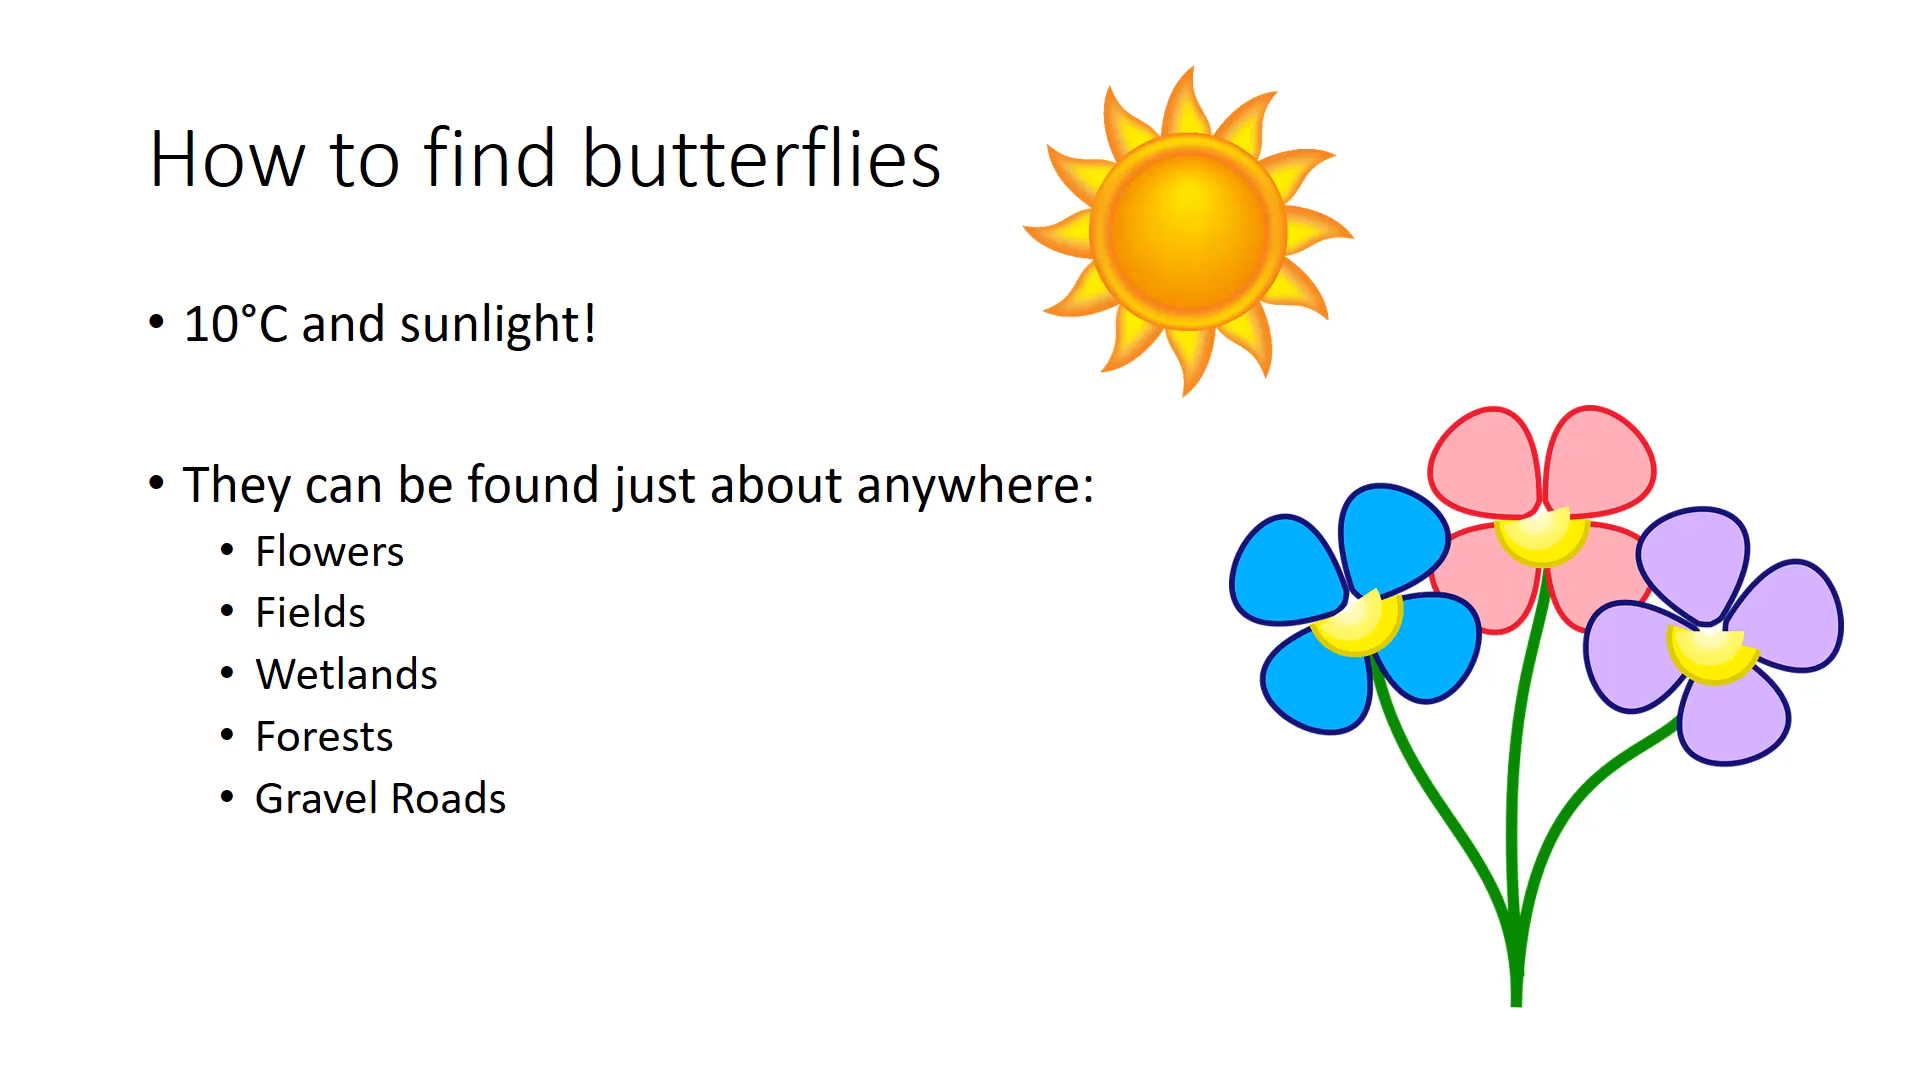 How to find butterflies
• 10°C and sunlight!
• They can be found just about anywhere:
• Flowers
• Fields
• Wetlands
• Forests
• Gravel Roads